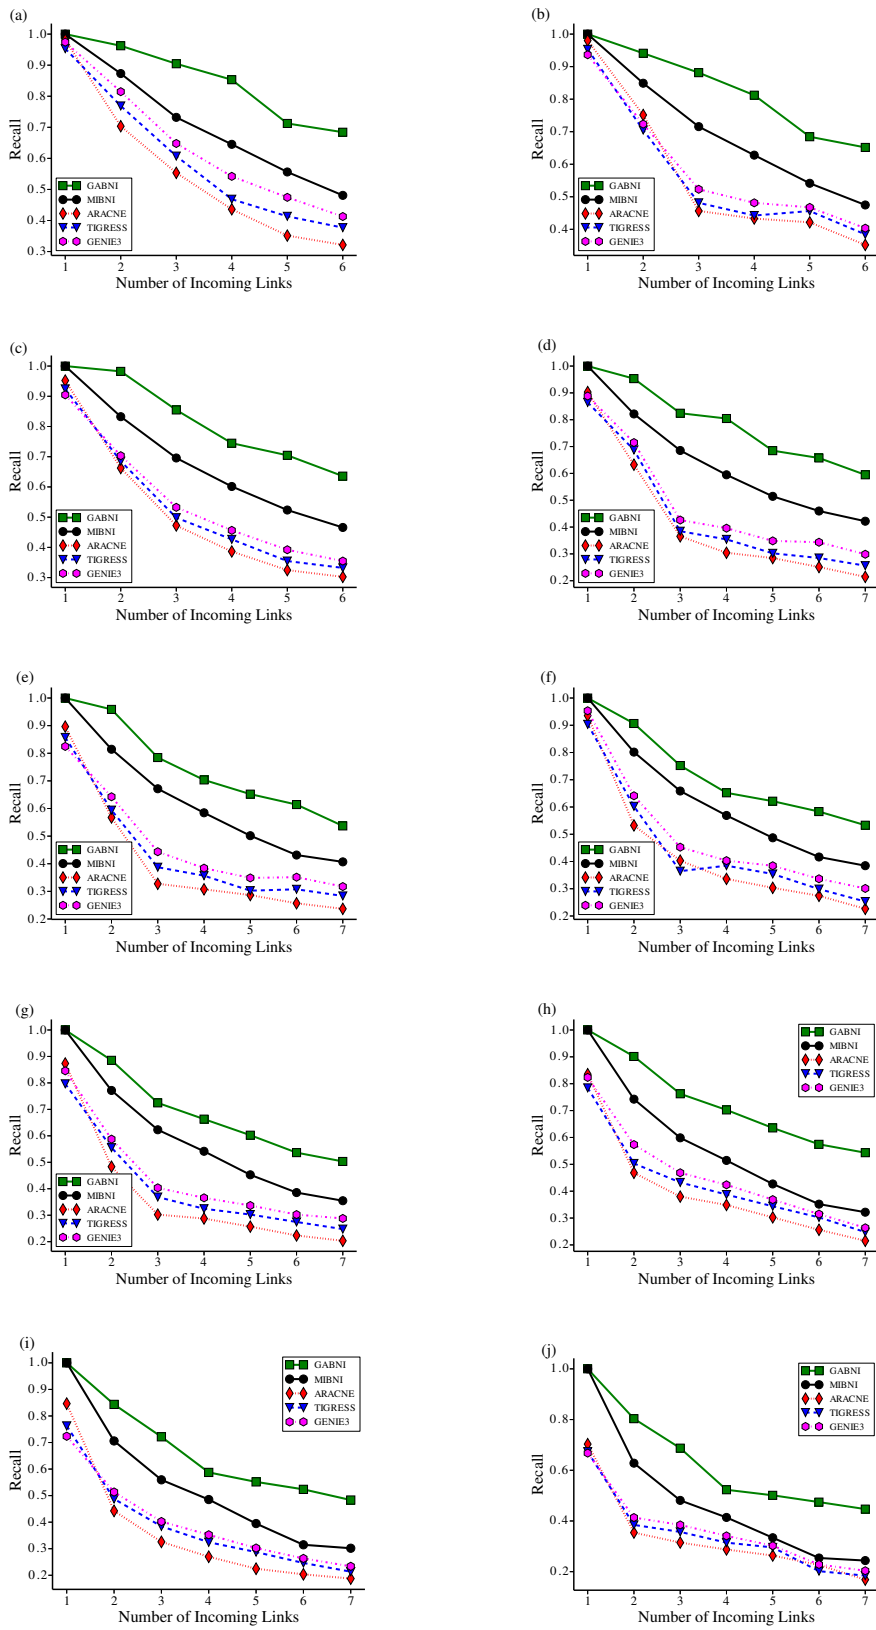 (a)
1.0
0.9
0.8
0.7
0.6
0.5
0.4
0.3
Recall
GABNI
MIBNI
ARACNE
TIGRESS
GENIE3
1 2 3 4 5 6
Number of Incoming Links
(b)
1.0
0.9
0.8
0.7
0.6
0.5
0.4
Recall
GABNI
MIBNI
ARACNE
TIGRESS
GENIE3
1 2 3 4 5 6
Number of Incoming Links
(c)
1.0
0.9
0.8
0.7
0.6
0.5
0.4
0.3
Recall
GABNI
MIBNI
ARACNE
TIGRESS
GENIE3
1 2 3 4 5 6
Number of Incoming Links
(d)
1.0
0.9
0.8
0.7
0.6
0.5
0.4
0.3
0.2
Recall
GABNI
MIBNI
ARACNE
TIGRESS
GENIE3
1 2 3 4 5 6 7
Number of Incoming Links
(e)
1.0
0.9
0.8
0.7
0.6
0.5
0.4
0.3
0.2
Recall
GABNI
MIBNI
ARACNE
TIGRESS
GENIE3
1 2 3 4 5 6 7
Number of Incoming Links
(f)
1.0
0.9
0.8
0.7
0.6
0.5
0.4
0.3
0.2
Recall
GABNI
MIBNI
ARACNE
TIGRESS
GENIE3
1 2 3 4 5 6 7
Number of Incoming Links
(g)
1.0
0.9
0.8
0.7
0.6
0.5
0.4
0.3
0.2
Recall
GABNI
MIBNI
ARACNE
TIGRESS
GENIE3
1 2 3 4 5 6 7
Number of Incoming Links
(h)
1.0
0.9
0.8
0.7
0.6
0.5
0.4
0.3
0.2
Recall
GABNI
MIBNI
ARACNE
TIGRESS
GENIE3
1 2 3 4 5 6 7
Number of Incoming Links
(i)
1.0
0.9
0.8
0.7
0.6
0.5
0.4
0.3
0.2
Recall
GABNI
MIBNI
ARACNE
TIGRESS
GENIE3
1 2 3 4 5 6 7
Number of Incoming Links
(j)
1.0
0.8
0.6
0.4
0.2
Recall
GABNI
MIBNI
ARACNE
TIGRESS
GENIE3
1 2 3 4 5 6 7
Number of Incoming Links